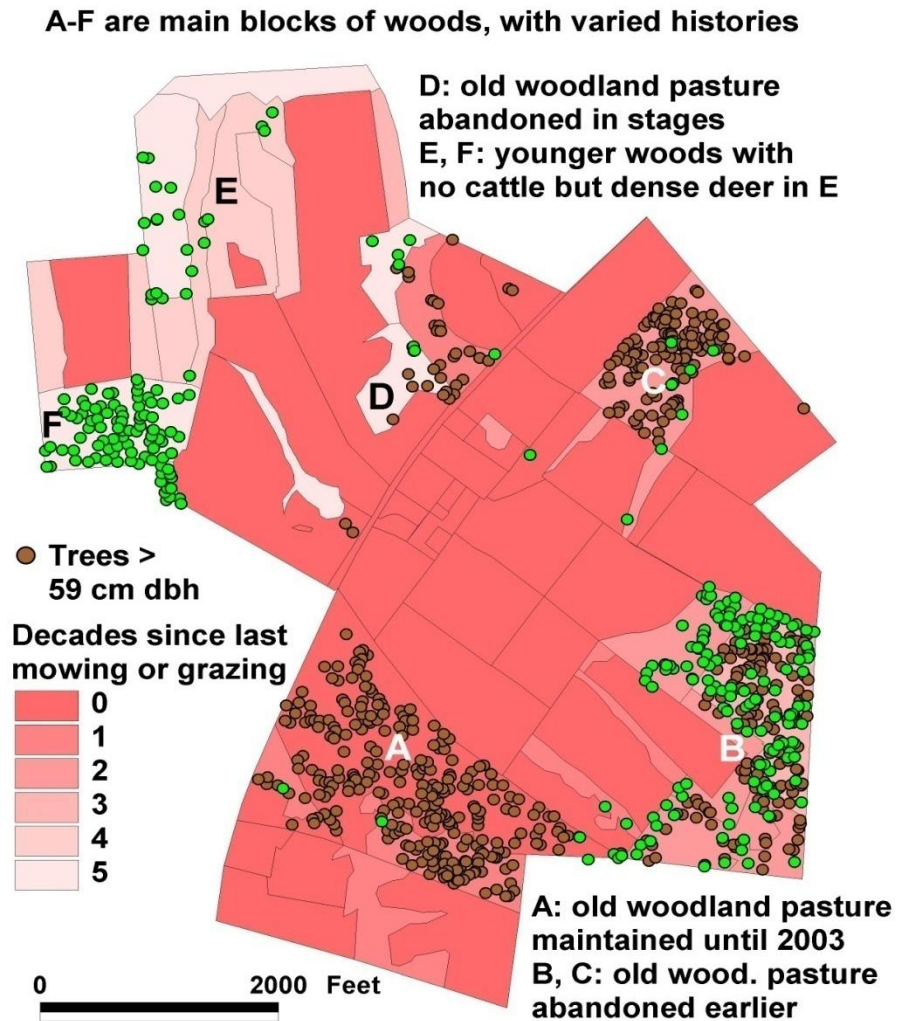 A-F are main blocks of woods, with varied histories
D: old woodland pasture
abandoned in stages
E, F: younger woods with
no cattle but dense deer in E
E
C
D
F
Trees >
59 cm dbh
Decades since last
mowing or grazing
0
1
2
3
4
5
A
B
A: old woodland pasture
maintained until 2003
B, C: old wood. pasture
abandoned earlier
0 2000 Feet